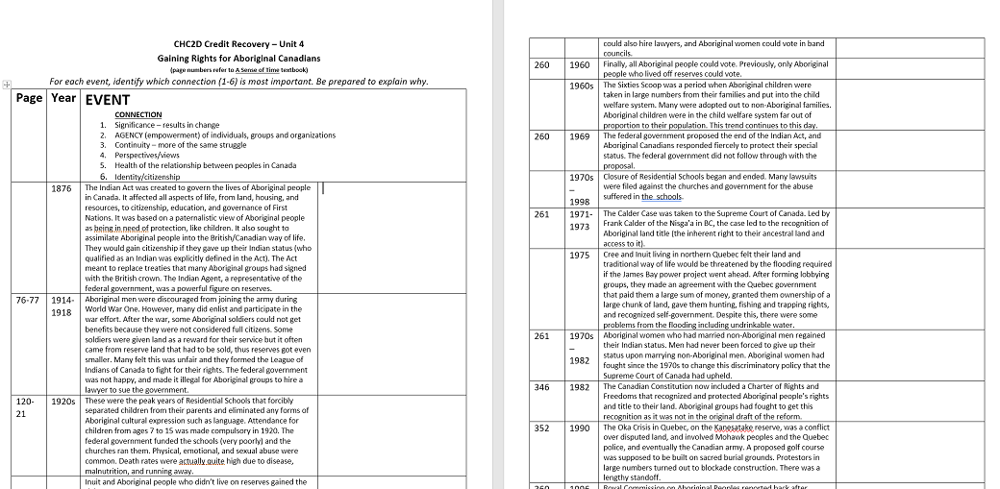 CHC2D Credit Recovery – Unit 4
Gaining Rights for Aboriginal Canadians
(page numbers refer to A Sense of Time textbook)
For each event, identify which connection (1-6) is most important. Be prepared to explain why.
Page Year EVENT
CONNECTION
1. Significance – results in change
2. AGENCY (empowerment) of individuals, groups and organizations
3. Continuity – more of the same struggle
4. Perspectives/views
5. Health of the relationship between peoples in Canada
6. Identity/citizenship
1876 The Indian Act was created to govern the lives of Aboriginal people
in Canada. It affected all aspects of life, from land, housing, and
resources, to citizenship, education, and governance of First
Nations. It was based on a paternalistic view of Aboriginal people
as being in need of protection, like children. It also sought to
assimilate Aboriginal people into the British/Canadian way of life.
They would gain citizenship if they gave up their Indian status (who
qualified as an Indian was explicitly defined in the Act). The Act
meant to replace treaties that many Aboriginal groups had signed
with the British crown. The Indian Agent, a representative of the
federal government, was a powerful figure on reserves.
76-77 1914- Aboriginal men were discouraged from joining the army during
1918 World War One. However, many did enlist and participate in the
war effort. After the war, some Aboriginal soldiers could not get
benefits because they were not considered full citizens. Some
soldiers were given land as a reward for their service but it often
came from reserve land that had to be sold, thus reserves got even
smaller. Many felt this was unfair and they formed the League of
Indians of Canada to fight for their rights. The federal government
was not happy, and made it illegal for Aboriginal groups to hire a
lawyer to sue the government.
120- 1920s These were the peak years of Residential Schools that forcibly
21 separated children from their parents and eliminated any forms of
Aboriginal cultural expression such as language. Attendance for
children from ages 7 to 15 was made compulsory in 1920. The
federal government funded the schools (very poorly) and the
churches ran them. Physical, emotional, and sexual abuse were
common. Death rates were actually quite high due to disease,
malnutrition, and running away.
Inuit and Aboriginal people who didn't live on reserves gained the
could also hire lawyers, and Aboriginal women could vote in band
councils.
260 1960 Finally, all Aboriginal people could vote. Previously, only Aboriginal
people who lived off reserves could vote.
1960s The Sixties Scoop was a period when Aboriginal children were
taken in large numbers from their families and put into the child
welfare system. Many were adopted out to non-Aboriginal families.
Aboriginal children were in the child welfare system far out of
proportion to their population. This trend continues to this day.
260 1969 The federal government proposed the end of the Indian Act, and
Aboriginal Canadians responded fiercely to protect their special
status. The federal government did not follow through with the
proposal.
1970s Closure of Residential Schools began and ended. Many lawsuits
– were filed against the churches and government for the abuse
1998 suffered in the schools.
261 1971- The Calder Case was taken to the Supreme Court of Canada. Led by
1973 Frank Calder of the Nisga'a in BC, the case led to the recognition of
Aboriginal land title (the inherent right to their ancestral land and
access to it).
1975 Cree and Inuit living in northern Quebec felt their land and
traditional way of life would be threatened by the flooding required
if the James Bay power project went ahead. After forming lobbying
groups, they made an agreement with the Quebec government
that paid them a large sum of money, granted them ownership of a
large chunk of land, gave them hunting, fishing and trapping rights,
and recognized self-government. Despite this, there were some
problems from the flooding including undrinkable water.
261 1970s Aboriginal women who had married non-Aboriginal men regained
– their Indian status. Men had never been forced to give up their
1982 status upon marrying non-Aboriginal men. Aboriginal women had
fought since the 1970s to change this discriminatory policy that the
Supreme Court of Canada had upheld.
346 1982 The Canadian Constitution now included a Charter of Rights and
Freedoms that recognized and protected Aboriginal people's rights
and title to their land. Aboriginal groups had fought to get this
recognition as it was not in the original draft of the reform.
352 1990 The Oka Crisis in Quebec, on the Kanesatake reserve, was a conflict
over disputed land, and involved Mohawk peoples and the Quebec
police, and eventually the Canadian army. A proposed golf course
was supposed to be built on sacred burial grounds. Protestors in
large numbers turned out to blockade construction. There was a
lengthy standoff.
360 1996 Royal Commission on Aboriginal Peoples reported back after